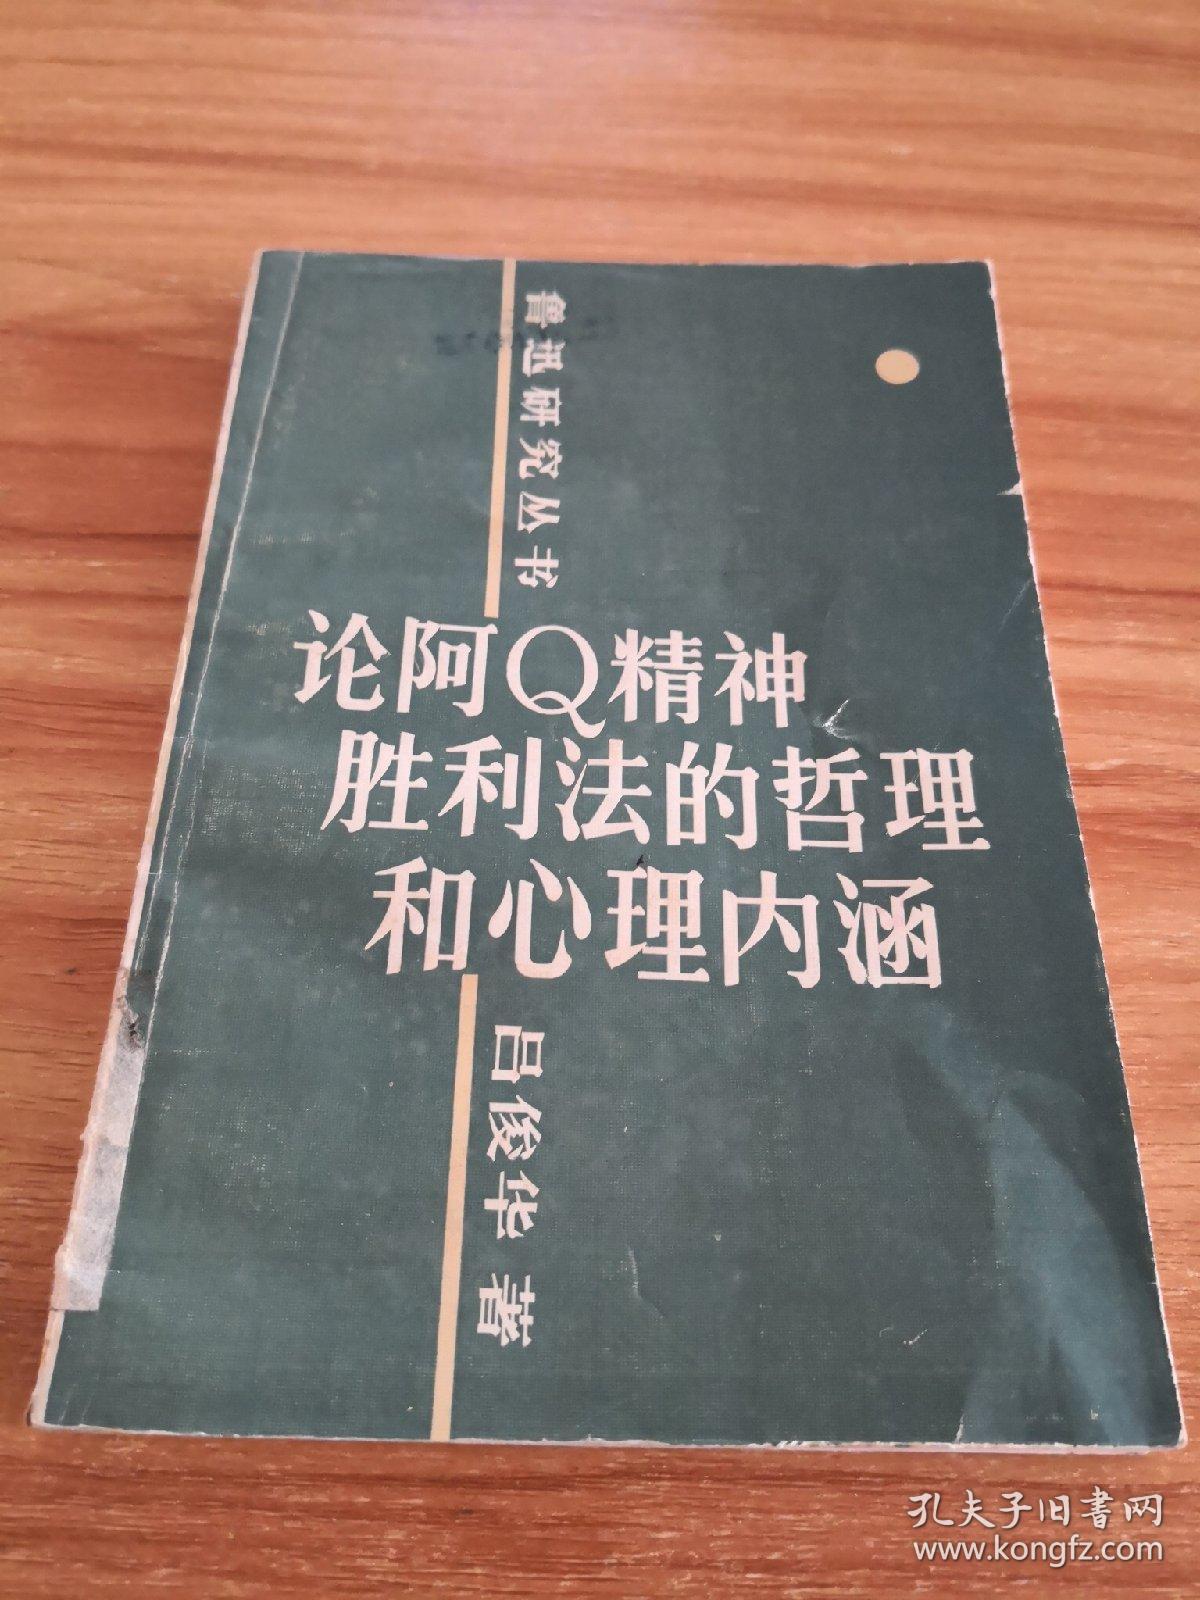 鲁迅研究丛书
论阿Q精神
胜利法的哲理
和心理内涵
吕俊华 著
孔夫子旧書网
www.kongfz.com